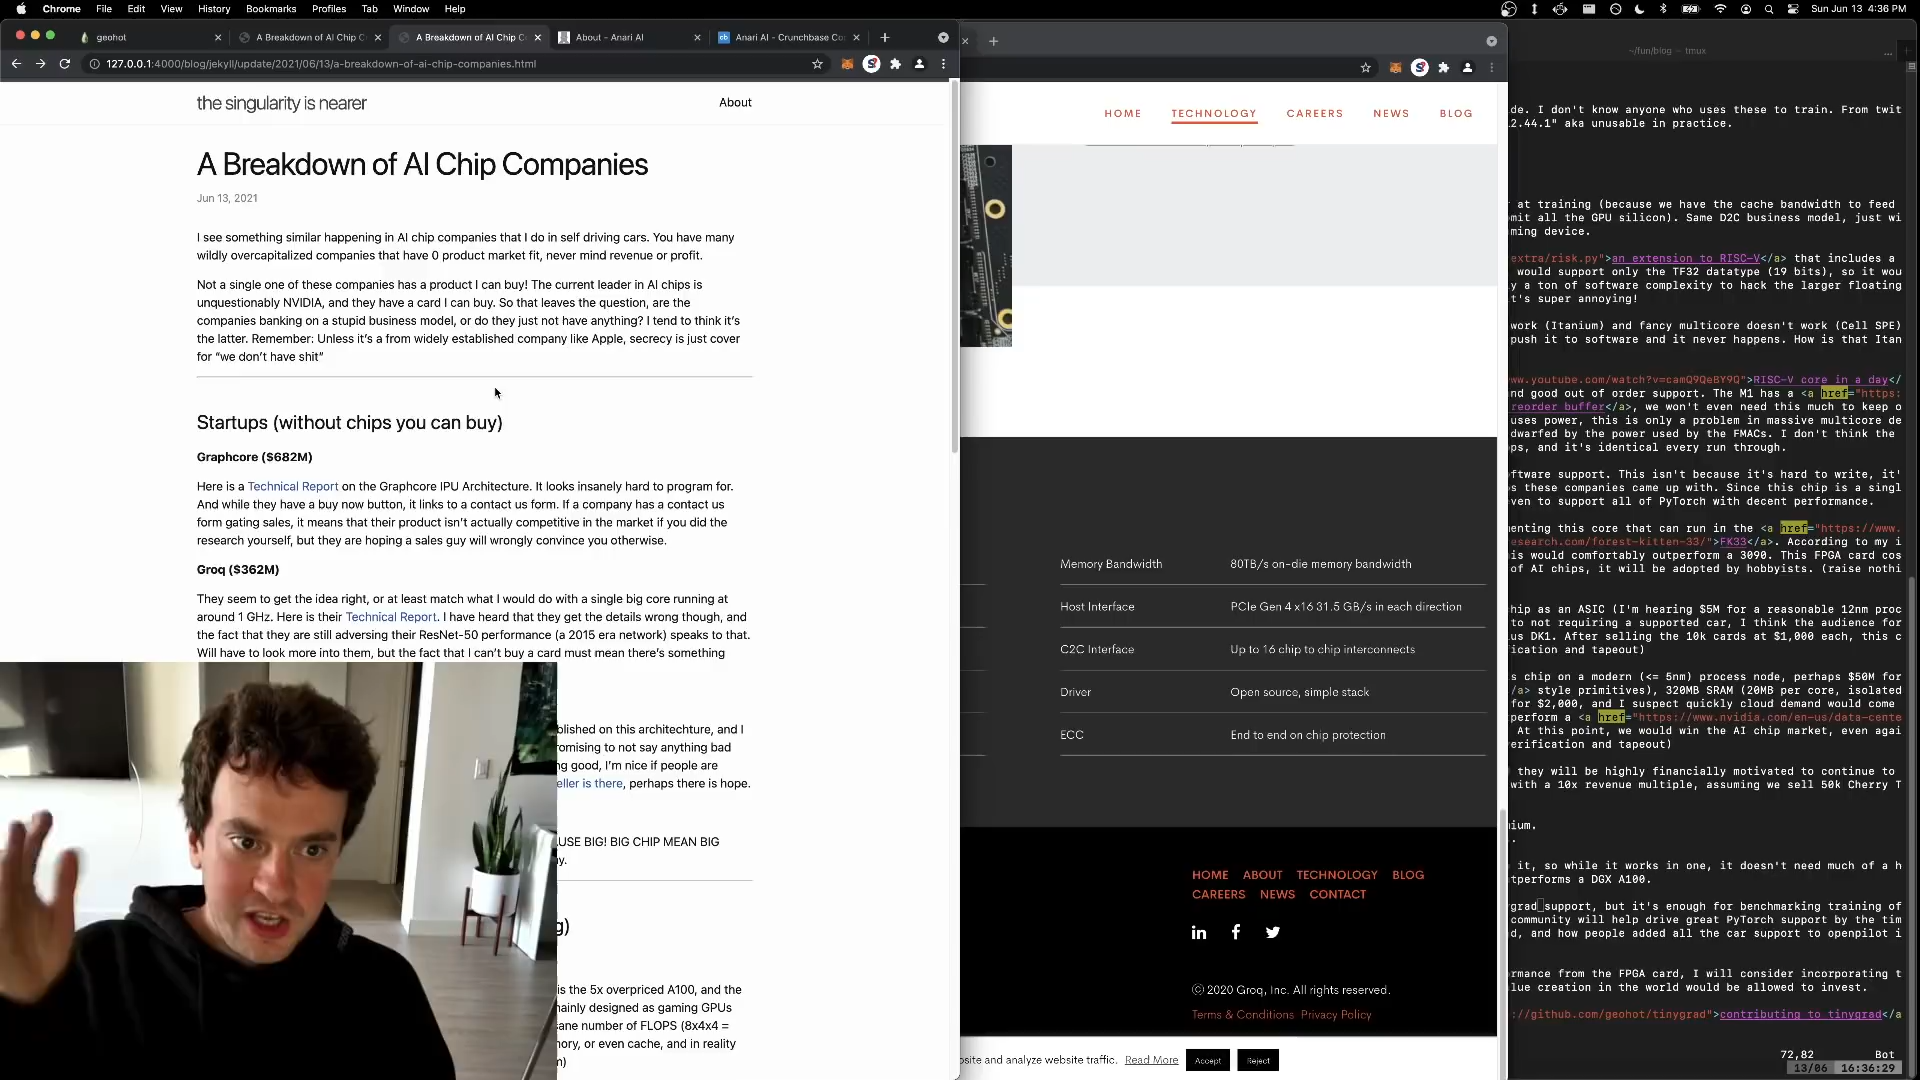 Chrome File Edit View History Bookmarks Profiles Tab Window Help
Sun Jun 13 4:36 PM
geohot
A Breakdown of AI Chip C
A Breakdown of AI Chip C
About - Anari AI
Anari AI - Crunchbase Co
127.0.0.1:4000/blog/jekyll/update/2021/06/13/a-breakdown-of-ai-chip-companies.html
the singularity is nearer
About
A Breakdown of AI Chip Companies
Jun 13, 2021
I see something similar happening in AI chip companies that I do in self driving cars. You have many
wildly overcapitalized companies that have 0 product market fit, never mind revenue or profit.
Not a single one of these companies has a product I can buy! The current leader in AI chips is
unquestionably NVIDIA, and they have a card I can buy. So that leaves the question, are the
companies banking on a stupid business model, or do they just not have anything? I tend to think it's
the latter. Remember: Unless it's a from widely established company like Apple, secrecy is just cover
for "we don't have shit"
Startups (without chips you can buy)
Graphcore ($682M)
Here is a Technical Report on the Graphcore IPU Architecture. It looks insanely hard to program for.
And while they have a buy now button, it links to a contact us form. If a company has a contact us
form gating sales, it means that their product isn't actually competitive in the market if you did the
research yourself, but they are hoping a sales guy will wrongly convince you otherwise.
Groq ($362M)
They seem to get the idea right, or at least match what I would do with a single big core running at
around 1 GHz. Here is their Technical Report. I have heard that they get the details wrong though, and
the fact that they are still adversing their ResNet-50 performance (a 2015 era network) speaks to that.
Will have to look more into them, but the fact that I can't buy a card must mean there's something
blished on this architechture, and I
omising to not say anything bad
ng good, I'm nice if people are
eller is there, perhaps there is hope.
USE BIG! BIG CHIP MEAN BIG
y.
g)
is the 5x overpriced A100, and the
nainly designed as gaming GPUs
sane number of FLOPS (8x4x4 =
nory, or even cache, and in reality
m)
HOME TECHNOLOGY CAREERS NEWS BLOG
Memory Bandwidth 80TB/s on-die memory bandwidth
Host Interface PCIe Gen 4 x16 31.5 GB/s in each direction
C2C Interface Up to 16 chip to chip interconnects
Driver Open source, simple stack
ECC End to end on chip protection
HOME ABOUT TECHNOLOGY BLOG
CAREERS NEWS CONTACT
© 2020 Groq, Inc. All rights reserved.
Terms & Conditions Privacy Policy
site and analyze website traffic. Read More Accept Reject
~/fun/blog — tmux
de. I don't know anyone who uses these to train. From twit
2.44.1" aka unusable in practice.
at training (because we have the cache bandwidth to feed
mit all the GPU silicon). Same D2C business model, just wi
ming device.
extra/risk.py">an extension to RISC-V</a> that includes a
would support only the TF32 datatype (19 bits), so it wou
y a ton of software complexity to hack the larger floating
t's super annoying!
work (Itanium) and fancy multicore doesn't work (Cell SPE)
push it to software and it never happens. How is that Itan
ww.youtube.com/watch?v=camQ9QeBY9Q">RISC-V core in a day</
nd good out of order support. The M1 has a <a href="https:
reorder buffer</a>, we won't even need this much to keep o
uses power, this is only a problem in massive multicore de
dwarfed by the power used by the FMACs. I don't think the
ops, and it's identical every run through.
oftware support. This isn't because it's hard to write, it'
s these companies came up with. Since this chip is a singl
even to support all of PyTorch with decent performance.
enting this core that can run in the <a href="https://www.
esearch.com/forest-kitten-33/">FK33</a>. According to my i
is would comfortably outperform a 3090. This FPGA card cos
of AI chips, it will be adopted by hobbyists. (raise nothi
hip as an ASIC (I'm hearing $5M for a reasonable 12nm proc
to not requiring a supported car, I think the audience for
us DK1. After selling the 10k cards at $1,000 each, this c
ication and tapeout)
s chip on a modern (<= 5nm) process node, perhaps $50M for
/a> style primitives), 320MB SRAM (20MB per core, isolated
for $2,000, and I suspect quickly cloud demand would come
perform a <a href="https://www.nvidia.com/en-us/data-cente
At this point, we would win the AI chip market, even agai
erification and tapeout)
they will be highly financially motivated to continue to
with a 10x revenue multiple, assuming we sell 50k Cherry T
ium.
it, so while it works in one, it doesn't need much of a h
tperforms a DGX A100.
grad support, but it's enough for benchmarking training of
community will help drive great PyTorch support by the tim
d, and how people added all the car support to openpilot i
rmance from the FPGA card, I will consider incorporating t
lue creation in the world would be allowed to invest.
://github.com/geohot/tinygrad">contributing to tinygrad</a
72,82 Bot
13/06 16:36:29